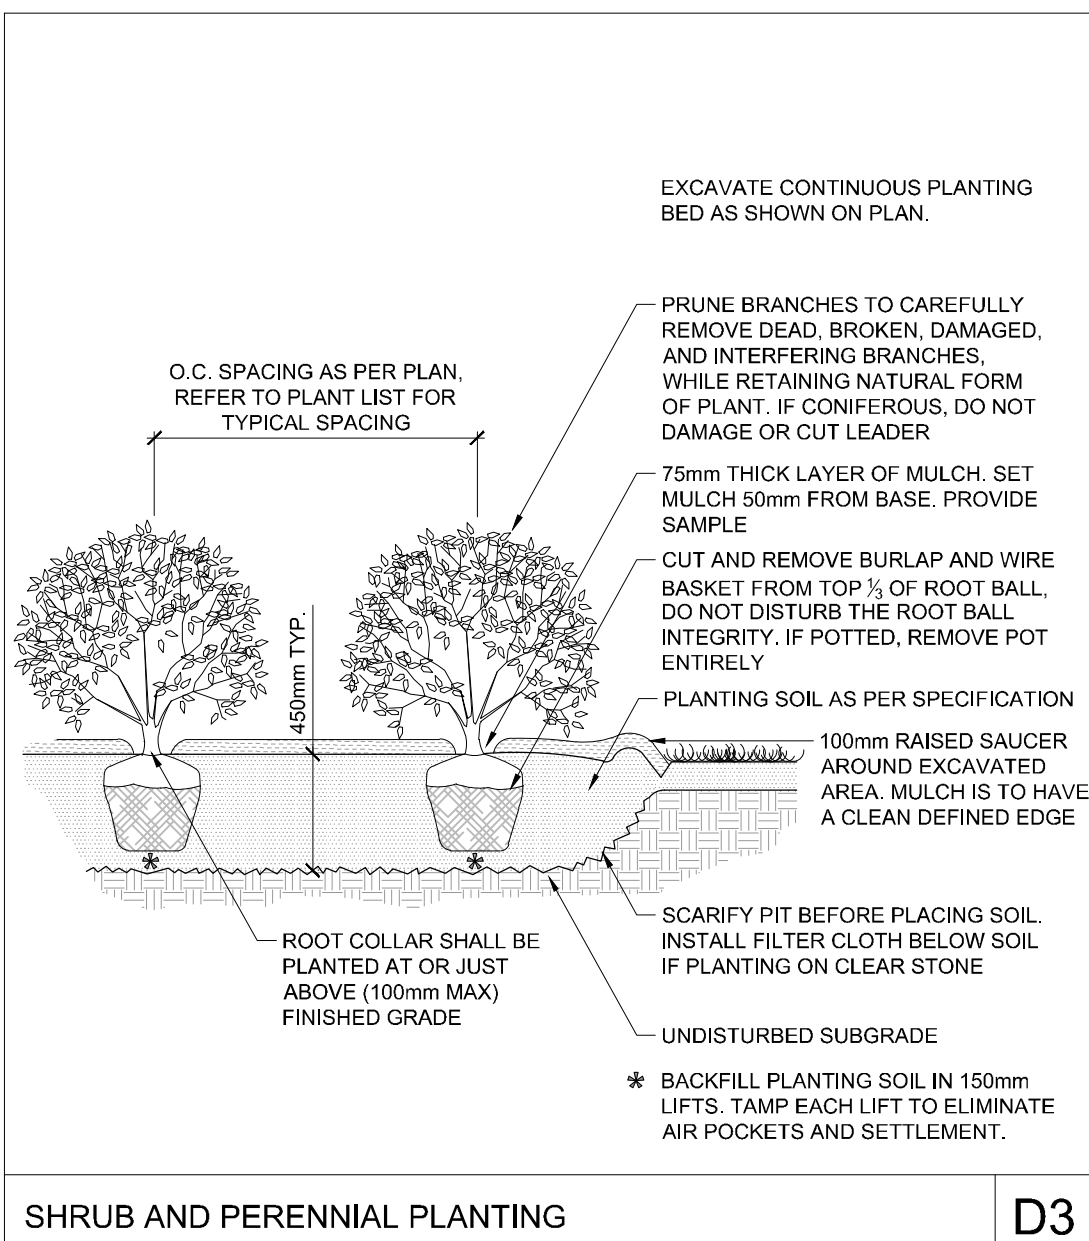 EXCAVATE CONTINUOUS PLANTING
BED AS SHOWN ON PLAN.
PRUNE BRANCHES TO CAREFULLY
REMOVE DEAD, BROKEN, DAMAGED,
AND INTERFERING BRANCHES,
WHILE RETAINING NATURAL FORM
OF PLANT. IF CONIFEROUS, DO NOT
DAMAGE OR CUT LEADER
O.C. SPACING AS PER PLAN,
REFER TO PLANT LIST FOR
TYPICAL SPACING
75mm THICK LAYER OF MULCH. SET
MULCH 50mm FROM BASE. PROVIDE
SAMPLE
CUT AND REMOVE BURLAP AND WIRE
BASKET FROM TOP ⅓ OF ROOT BALL,
DO NOT DISTURB THE ROOT BALL
INTEGRITY. IF POTTED, REMOVE POT
ENTIRELY
450mm TYP.
PLANTING SOIL AS PER SPECIFICATION
100mm RAISED SAUCER
AROUND EXCAVATED
AREA. MULCH IS TO HAVE
A CLEAN DEFINED EDGE
SCARIFY PIT BEFORE PLACING SOIL.
INSTALL FILTER CLOTH BELOW SOIL
IF PLANTING ON CLEAR STONE
ROOT COLLAR SHALL BE
PLANTED AT OR JUST
ABOVE (100mm MAX)
FINISHED GRADE
UNDISTURBED SUBGRADE
* BACKFILL PLANTING SOIL IN 150mm
LIFTS. TAMP EACH LIFT TO ELIMINATE
AIR POCKETS AND SETTLEMENT.
SHRUB AND PERENNIAL PLANTING
D3